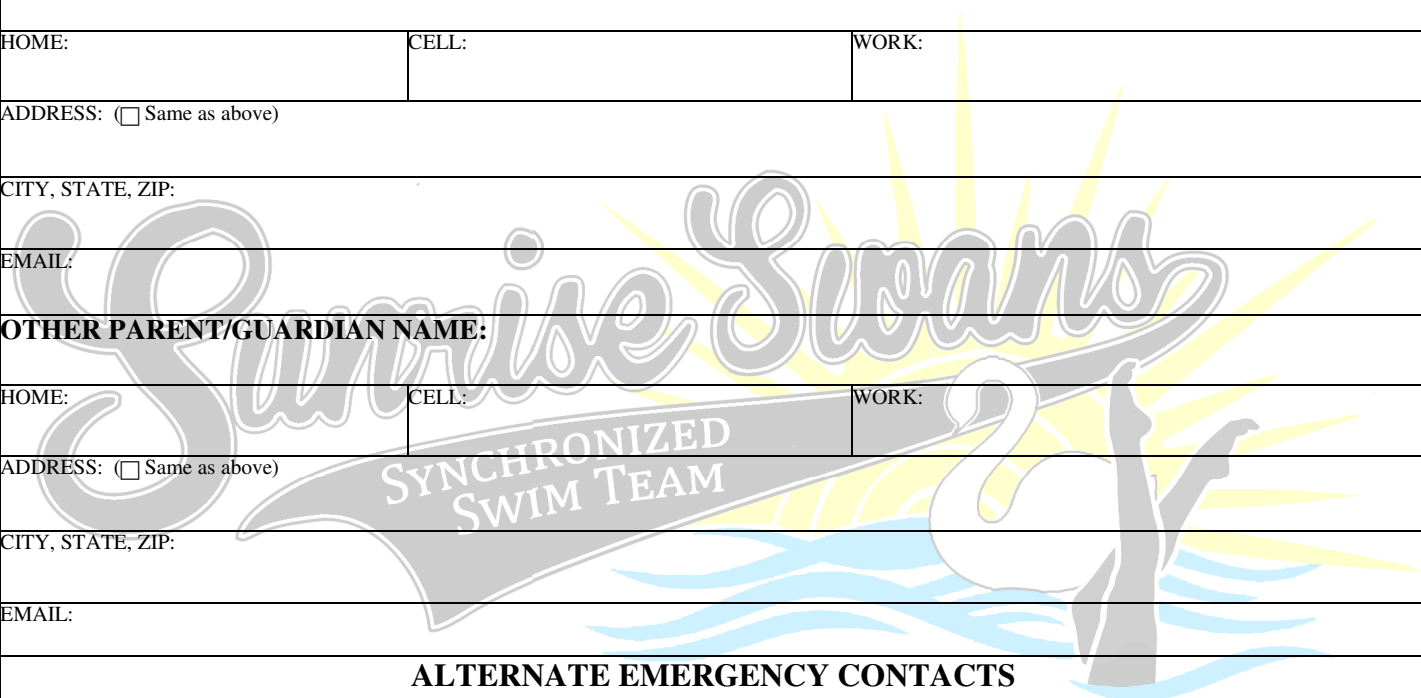 HOME: CELL: WORK:
ADDRESS: (☐ Same as above)
CITY, STATE, ZIP:
EMAIL:
Sunrise Swans
OTHER PARENT/GUARDIAN NAME:
HOME: CELL: WORK:
SYNCHRONIZED
SWIM TEAM
ADDRESS: (☐ Same as above)
CITY, STATE, ZIP:
EMAIL:
ALTERNATE EMERGENCY CONTACTS